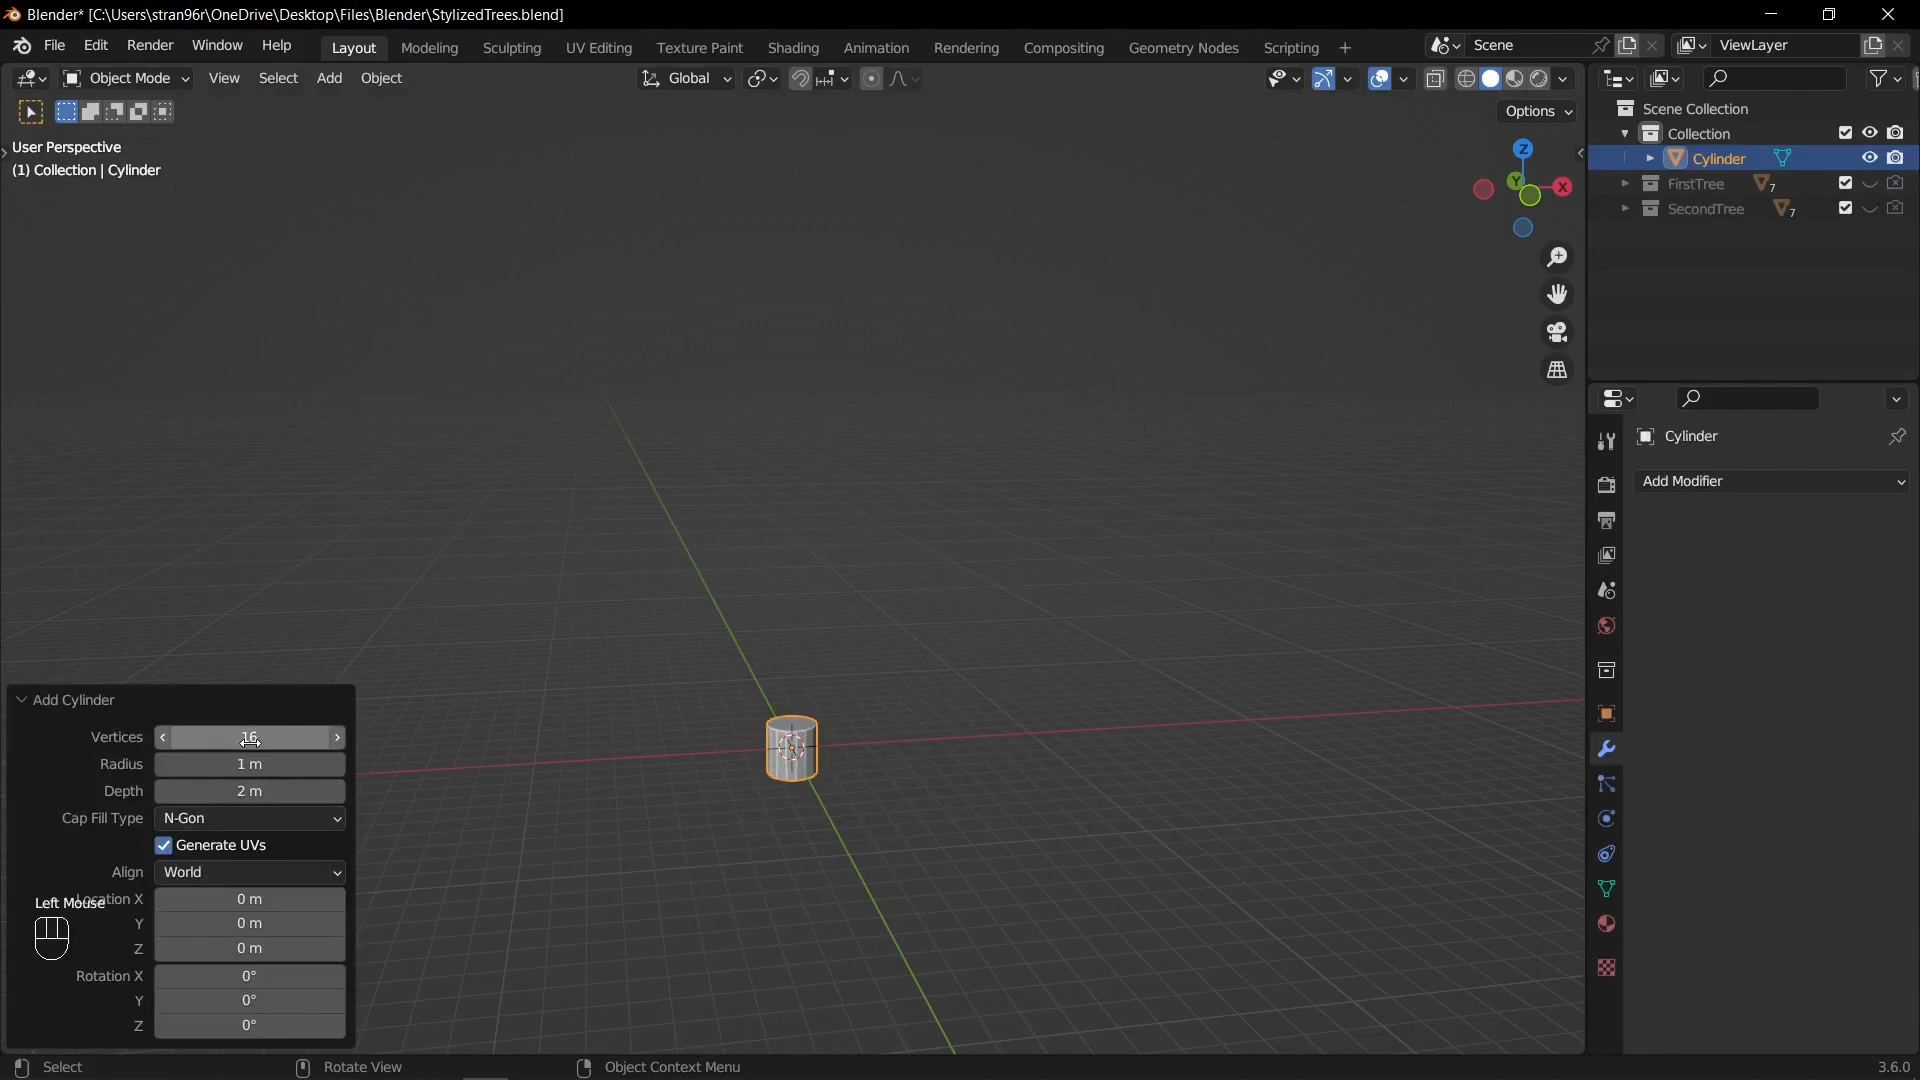 Blender* [C:\Users\stran96r\OneDrive\Desktop\Files\Blender\StylizedTrees.blend]
File Edit Render Window Help Layout Modeling Sculpting UV Editing Texture Paint Shading Animation Rendering Compositing Geometry Nodes Scripting + Scene ViewLayer
Object Mode View Select Add Object Global
Options
User Perspective
(1) Collection | Cylinder
Z
Y
X
Scene Collection
Collection
Cylinder
FirstTree 7
SecondTree 7
Cylinder
Add Modifier
Add Cylinder
Vertices 16
Radius 1 m
Depth 2 m
Cap Fill Type N-Gon
Generate UVs
Align World
Location X 0 m
Left Mouse
Y 0 m
Z 0 m
Rotation X 0°
Y 0°
Z 0°
Select Rotate View Object Context Menu 3.6.0